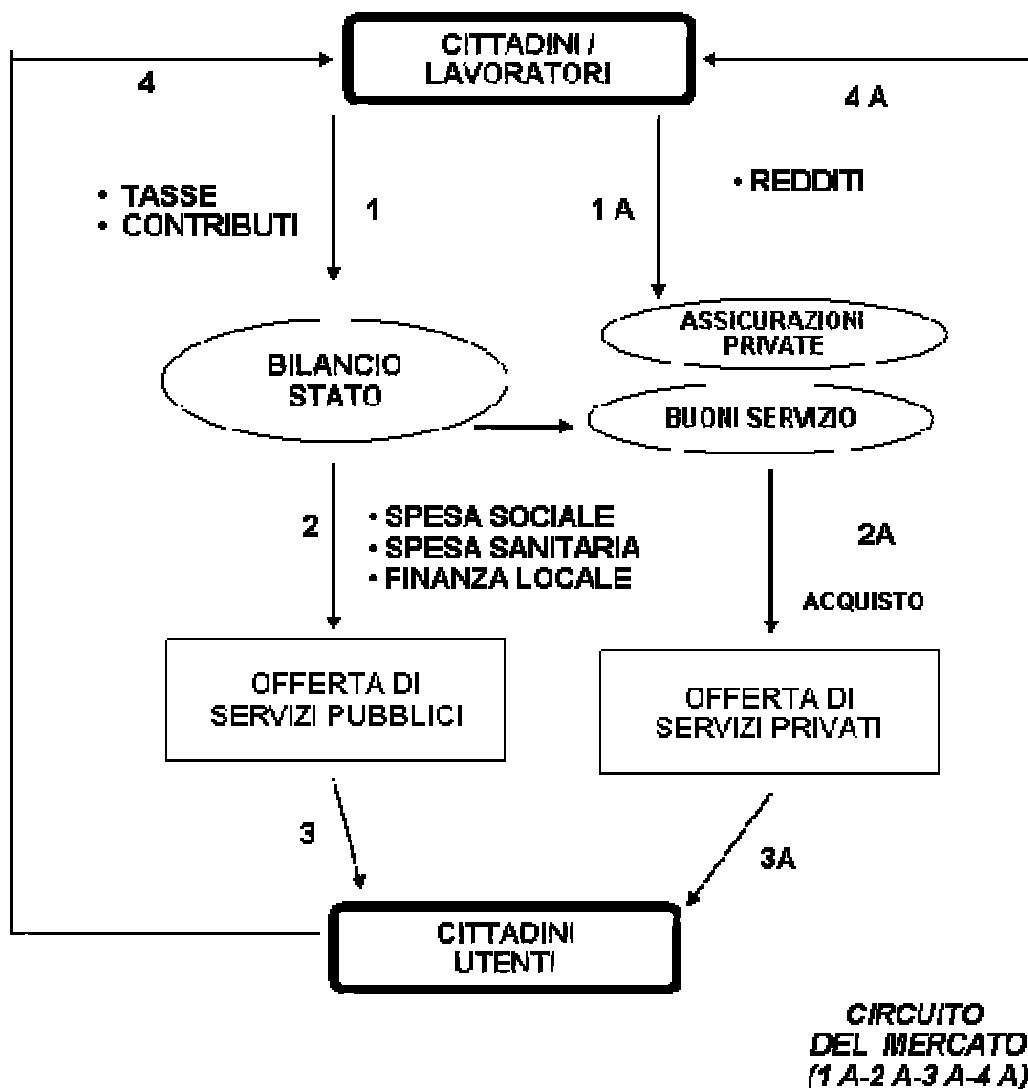 CITTADINI /
LAVORATORI
4
4 A
• TASSE
• CONTRIBUTI
1
1 A
• REDDITI
ASSICURAZIONI
PRIVATE
BILANCIO
STATO
BUONI SERVIZIO
2
• SPESA SOCIALE
• SPESA SANITARIA
• FINANZA LOCALE
2A
ACQUISTO
OFFERTA DI
SERVIZI PUBBLICI
OFFERTA DI
SERVIZI PRIVATI
3
3A
CITTADINI
UTENTI
CIRCUITO
DEL MERCATO
(1 A-2 A-3 A-4 A)